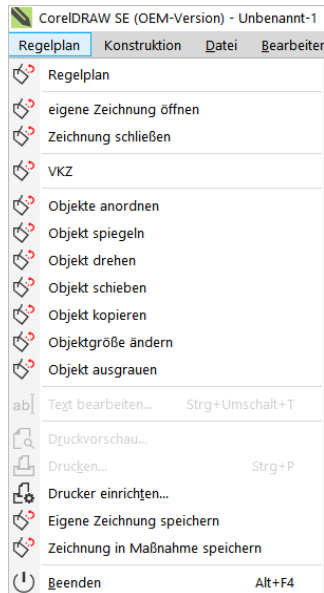 CorelDRAW SE (OEM-Version) - Unbenannt-1
Regelplan Konstruktion Datei Bearbeiten
Regelplan
eigene Zeichnung öffnen
Zeichnung schließen
VKZ
Objekte anordnen
Objekt spiegeln
Objekt drehen
Objekt schieben
Objekt kopieren
Objektgröße ändern
Objekt ausgrauen
Text bearbeiten... Strg+Umschalt+T
Druckvorschau...
Drucken... Strg+P
Drucker einrichten...
Eigene Zeichnung speichern
Zeichnung in Maßnahme speichern
Beenden Alt+F4